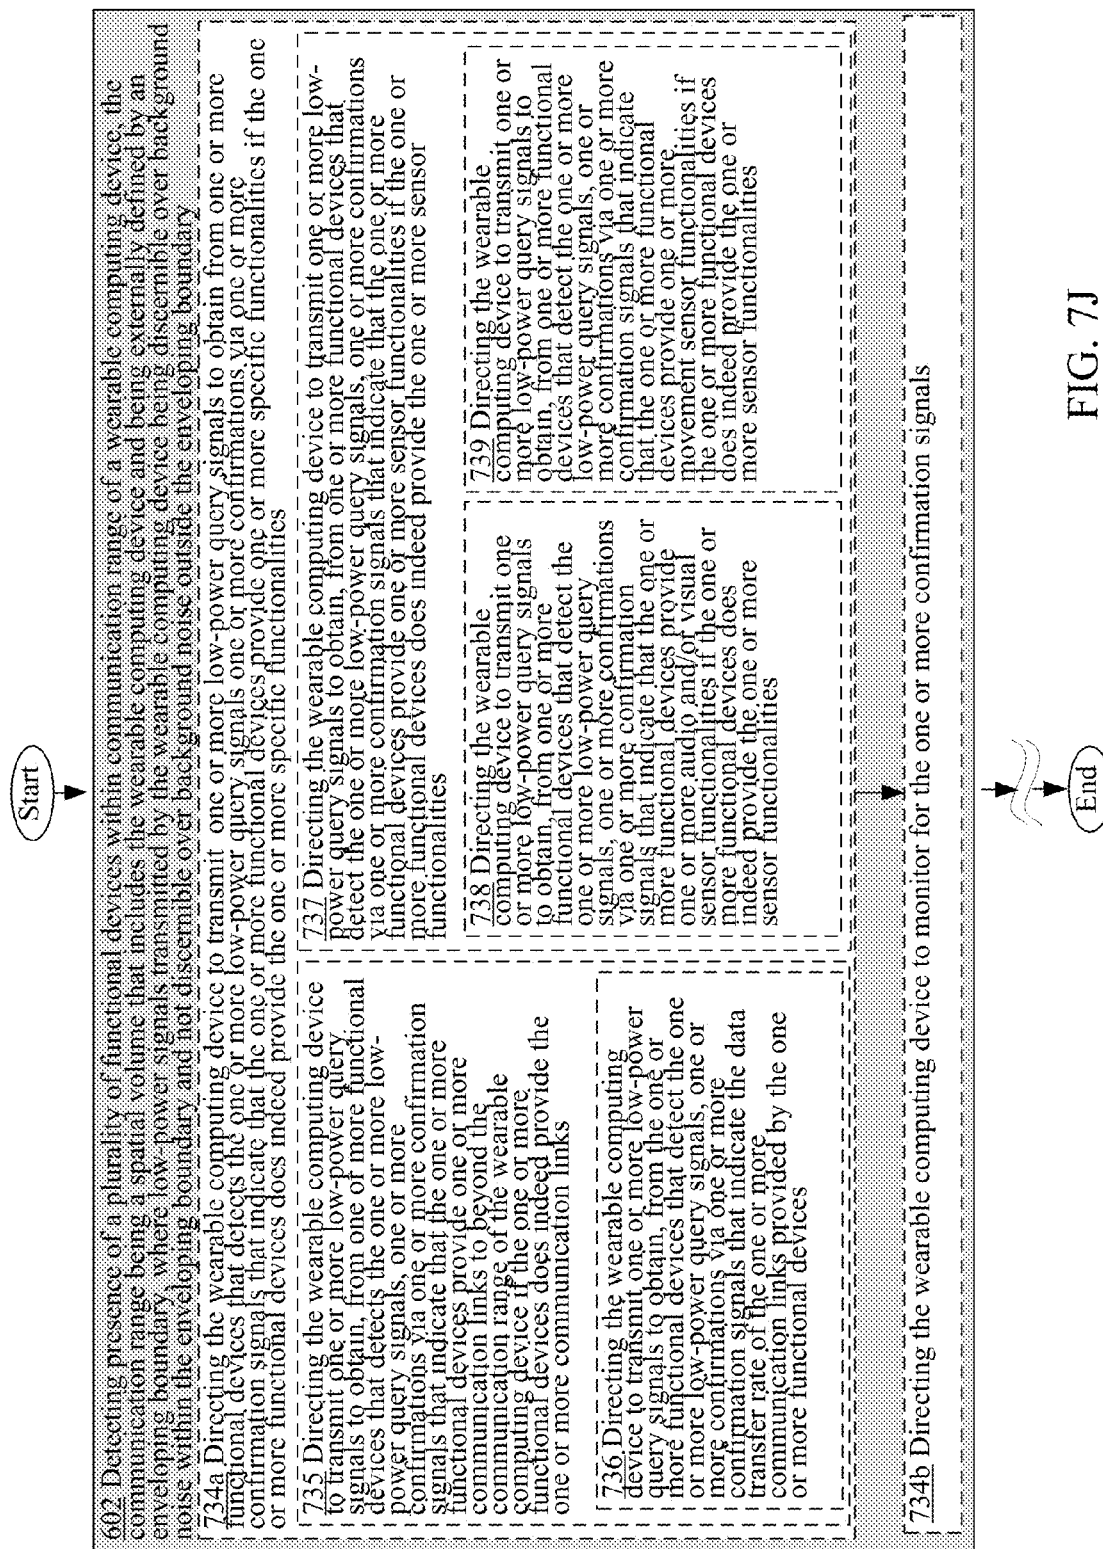 Start
602 Detecting presence of a plurality of functional devices within communication range of a wearable computing device, the
communication range being a spatial volume that includes the wearable computing device and being externally defined by an
enveloping boundary, where low-power signals transmitted by the wearable computing device being discernible over background
noise within the enveloping boundary and not discernible over background noise outside the enveloping boundary
734a Directing the wearable computing device to transmit one or more low-power query signals to obtain from one or more
functional devices that detects the one or more low-power query signals one or more confirmations via one or more
confirmation signals that indicate that the one or more functional devices provide one or more specific functionalities if the one
or more functional devices does indeed provide the one or more specific functionalities
735 Directing the wearable computing device
to transmit one or more low-power query
signals to obtain, from one or more functional
devices that detects the one or more low-
power query signals, one or more
confirmations via one or more confirmation
signals that indicate that the one or more
functional devices provide one or more
communication links to beyond the
communication range of the wearable
computing device if the one or more
functional devices does indeed provide the
one or more communication links
736 Directing the wearable computing
device to transmit one or more low-power
query signals to obtain, from the one or
more functional devices that detect the one
or more low-power query signals, one or
more confirmations via one or more
confirmation signals that indicate the data
transfer rate of the one or more
communication links provided by the one
or more functional devices
737 Directing the wearable computing device to transmit one or more low-
power query signals to obtain, from one or more functional devices that
detect the one or more low-power query signals, one or more confirmations
via one or more confirmation signals that indicate that the one or more
functional devices provide one or more sensor functionalities if the one or
more functional devices does indeed provide the one or more sensor
functionalities
738 Directing the wearable
computing device to transmit one
or more low-power query signals
to obtain, from one or more
functional devices that detect the
one or more low-power query
signals, one or more confirmations
via one or more confirmation
signals that indicate that the one or
more functional devices provide
one or more audio and/or visual
sensor functionalities if the one or
more functional devices does
indeed provide the one or more
sensor functionalities
739 Directing the wearable
computing device to transmit one or
more low-power query signals to
obtain, from one or more functional
devices that detect the one or more
low-power query signals, one or
more confirmations via one or more
confirmation signals that indicate
that the one or more functional
devices provide one or more
movement sensor functionalities if
the one or more functional devices
does indeed provide the one or
more sensor functionalities
734b Directing the wearable computing device to monitor for the one or more confirmation signals
End
FIG. 7J